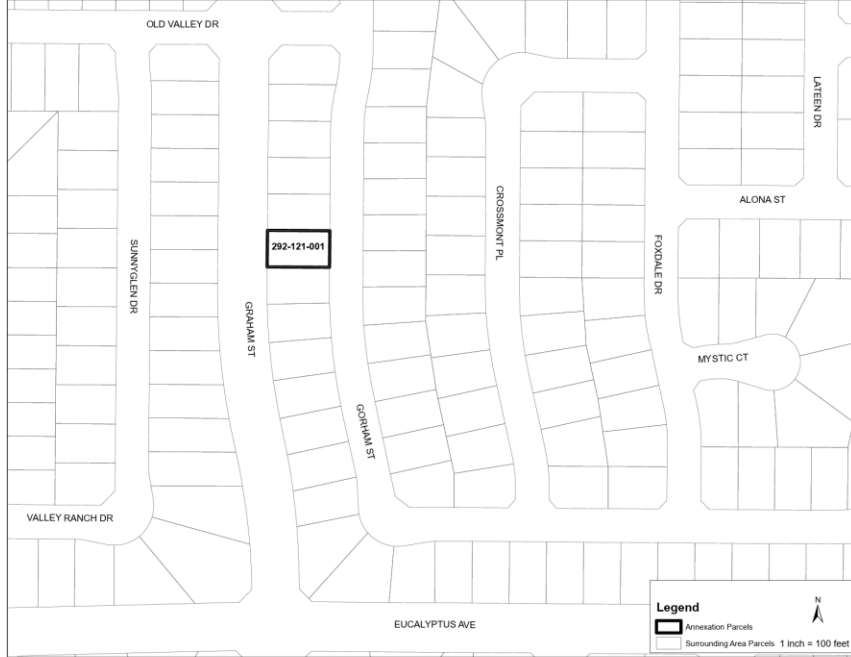 OLD VALLEY DR
LATEEN DR
ALONA ST
CROSSMONT PL
SUNNYGLEN DR
292-121-001
FOXDALE DR
GRAHAM ST
MYSTIC CT
GORHAM ST
VALLEY RANCH DR
EUCALYPTUS AVE
Legend
N
Annexation Parcels
Surrounding Area Parcels 1 inch = 100 feet